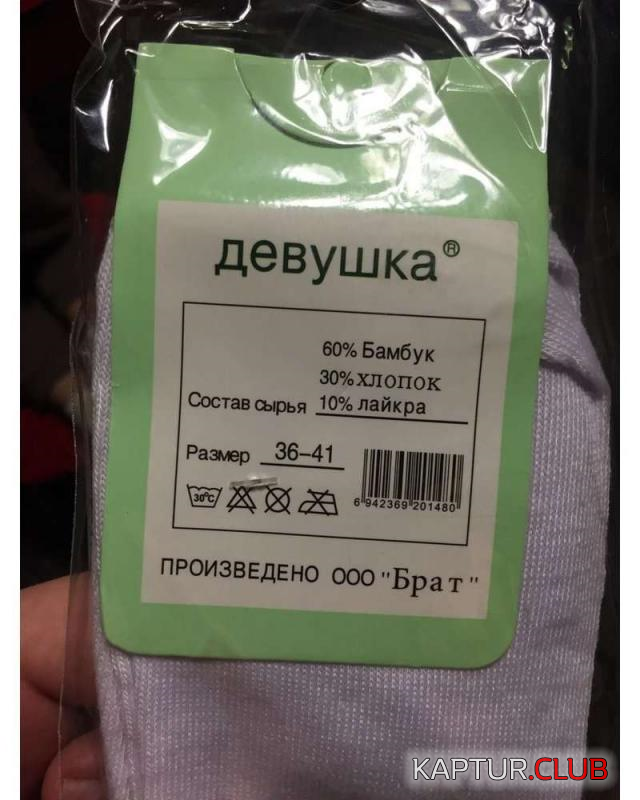 девушка®
60% Бамбук
30% хлопок
Состав сырья 10% лайкра
Размер 36–41
30°C
6 942369 201480
ПРОИЗВЕДЕНО ООО "Брат"
KAPTUR.CLUB